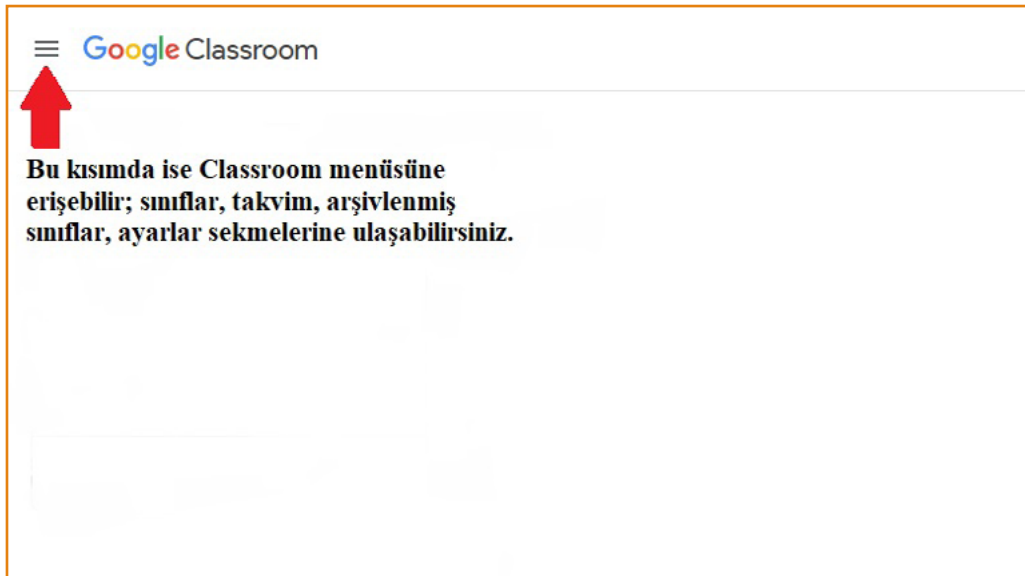 Google Classroom
Bu kısımda ise Classroom menüsüne
erişebilir; sınıflar, takvim, arşivlenmiş
sınıflar, ayarlar sekmelerine ulaşabilirsiniz.